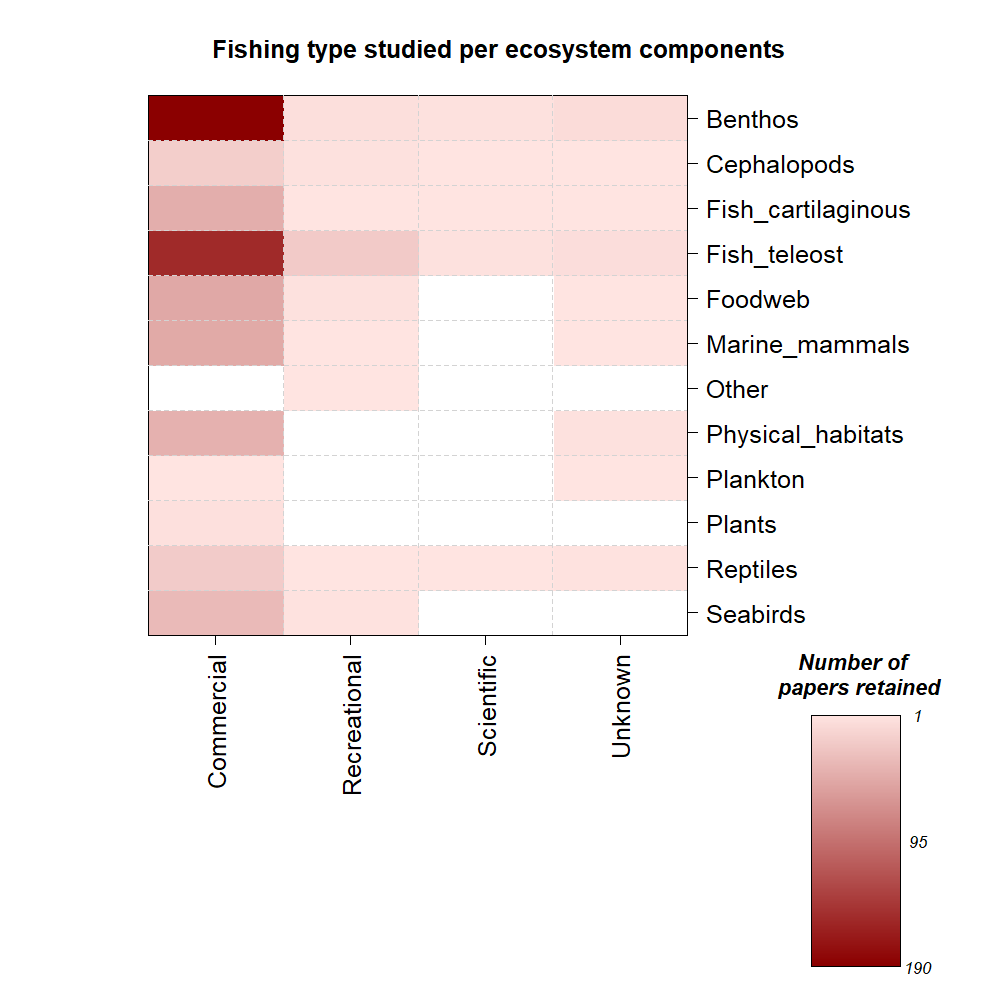 Fishing type studied per ecosystem components
Benthos
Cephalopods
Fish_cartilaginous
Fish_teleost
Foodweb
Marine_mammals
Other
Physical_habitats
Plankton
Plants
Reptiles
Seabirds
Commercial
Recreational
Scientific
Unknown
Number of
papers retained
1
95
190